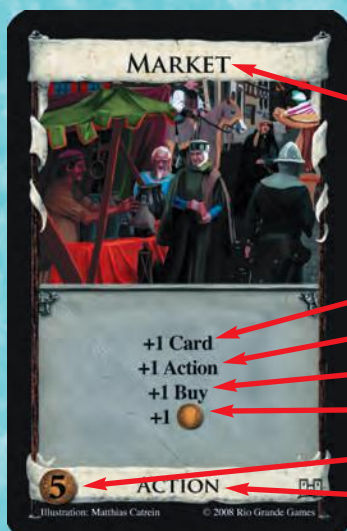 MARKET
+1 Card
+1 Action
+1 Buy
+1
5 ACTION
Illustration: Matthias Catrein © 2008 Rio Grande Games